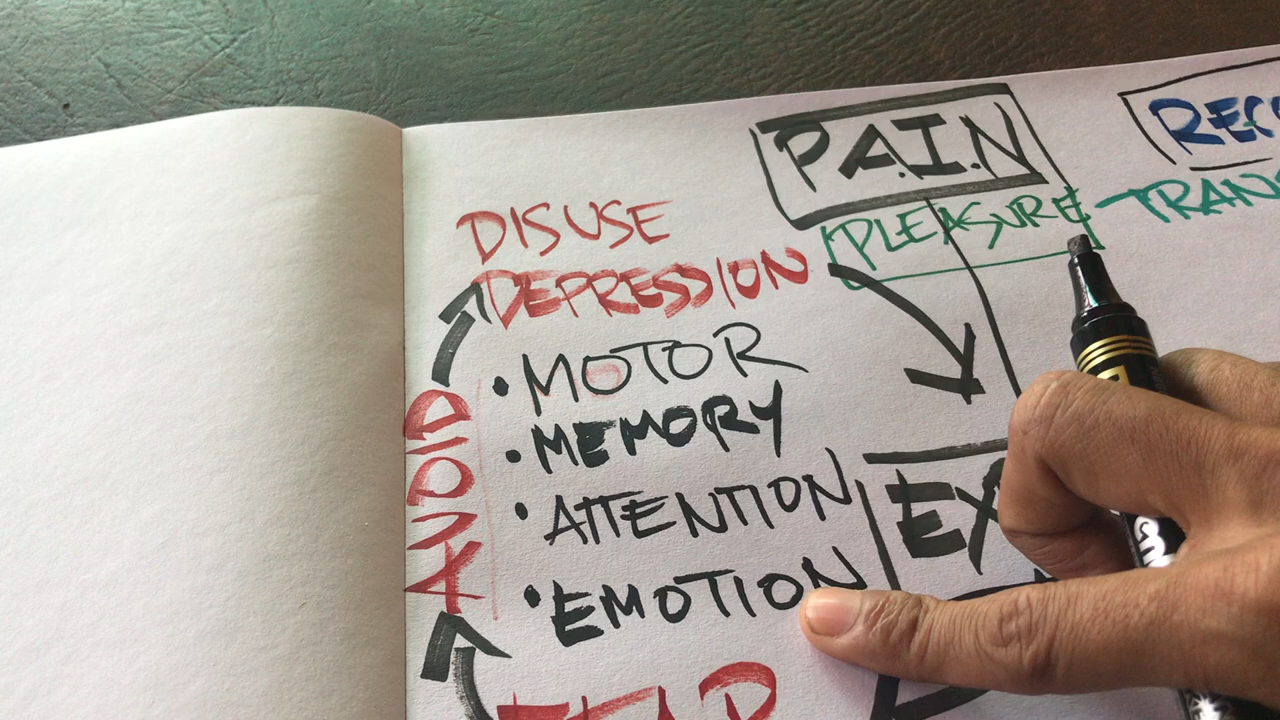 P.A.I.N
DISUSE
PLEASURE
DEPRESSION
• MOTOR
• MEMORY
• ATTENTION
• EMOTION
AVOID